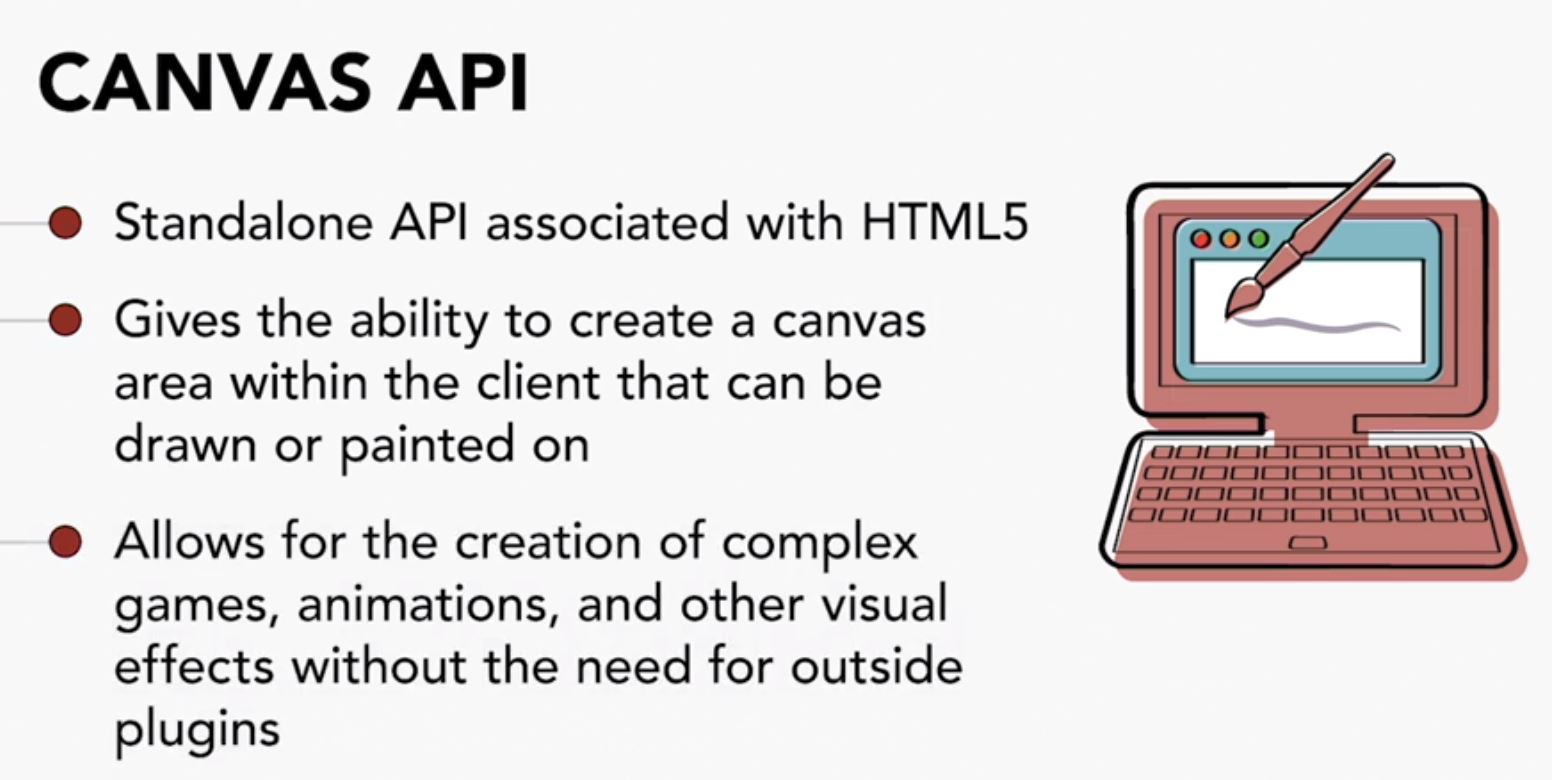 CANVAS API
Standalone API associated with HTML5
Gives the ability to create a canvas
area within the client that can be
drawn or painted on
Allows for the creation of complex
games, animations, and other visual
effects without the need for outside
plugins